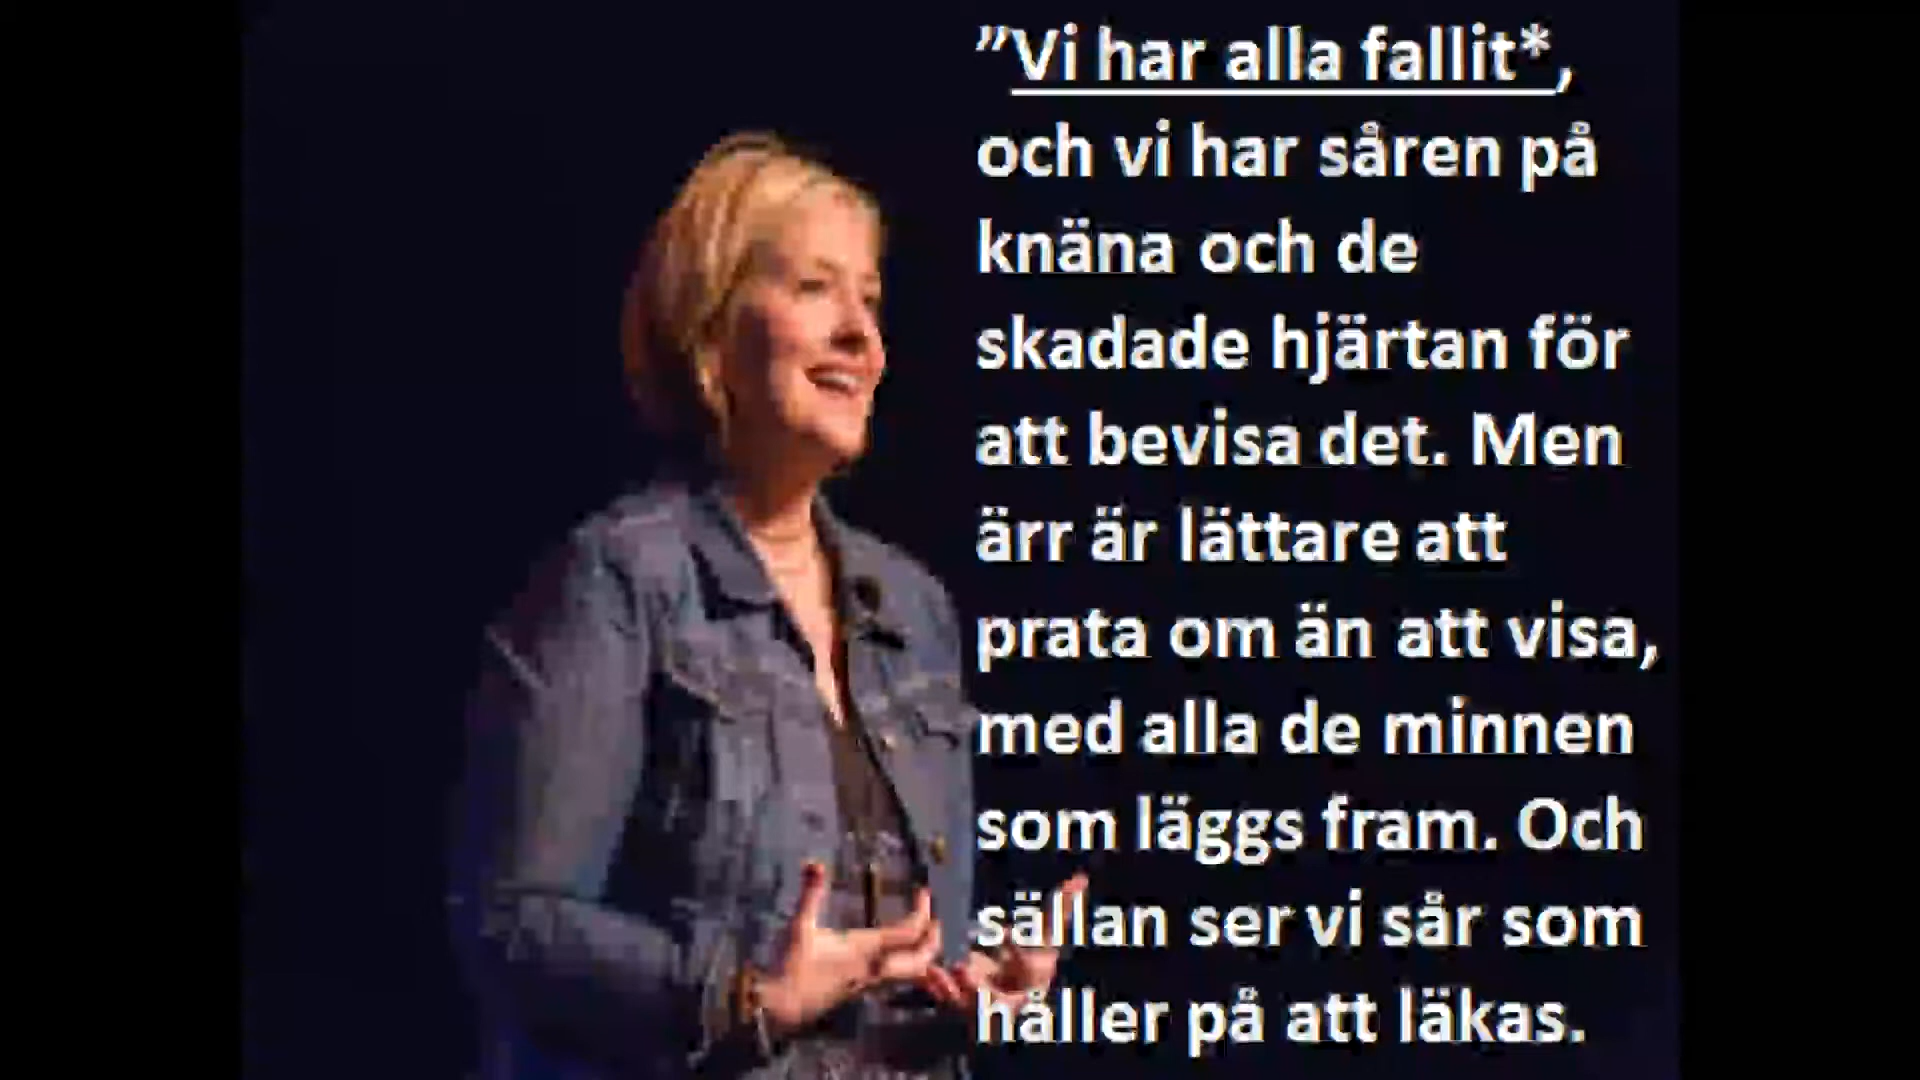 ”Vi har alla fallit*,
och vi har såren på
knäna och de
skadade hjärtan för
att bevisa det. Men
ärr är lättare att
prata om än att visa,
med alla de minnen
som läggs fram. Och
sällan ser vi sår som
håller på att läkas.